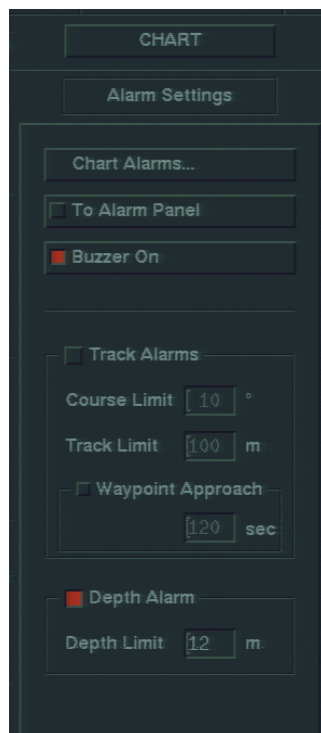 CHART
Alarm Settings
Chart Alarms...
To Alarm Panel
Buzzer On
Track Alarms
Course Limit 10 °
Track Limit 100 m
Waypoint Approach
120 sec
Depth Alarm
Depth Limit 12 m